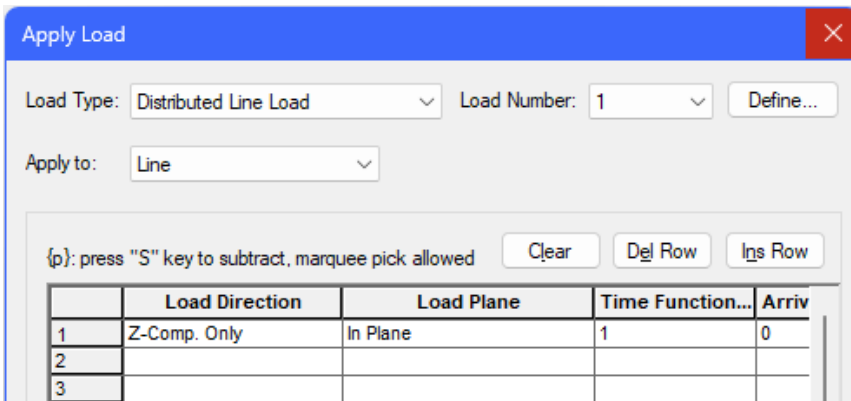 Apply Load
Load Type: Distributed Line Load Load Number: 1 Define...
Apply to: Line
{p}: press "S" key to subtract, marquee pick allowed Clear Del Row Ins Row
Load Direction Load Plane Time Function... Arriv
1 Z-Comp. Only In Plane 1 0
2
3